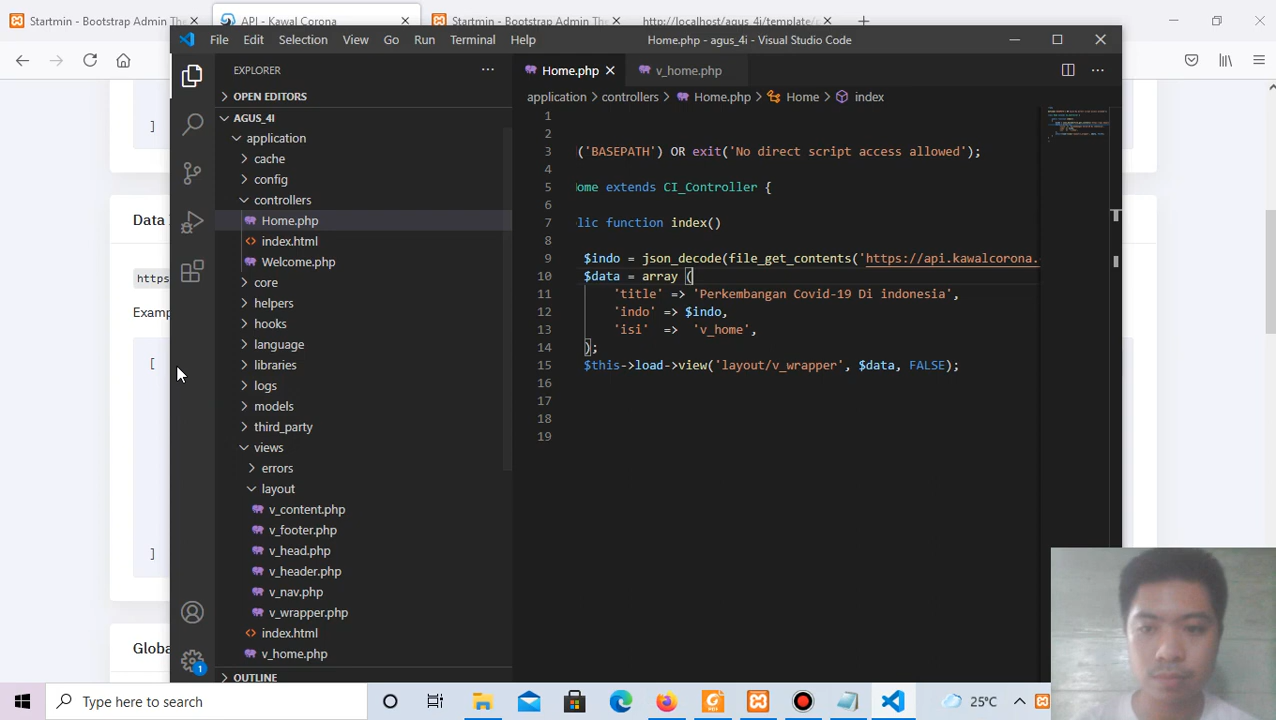 Startmin - Bootstrap Admin The
API - Kawal Corona
Startmin - Bootstrap Admin The
http://localhost/agus_4i/template/p
File Edit Selection View Go Run Terminal Help
Home.php - agus_4i - Visual Studio Code
EXPLORER
OPEN EDITORS
AGUS_4I
application
cache
config
controllers
Home.php
index.html
Welcome.php
core
helpers
hooks
language
libraries
logs
models
third_party
views
errors
layout
v_content.php
v_footer.php
v_head.php
v_header.php
v_nav.php
v_wrapper.php
index.html
v_home.php
OUTLINE
1
Home.php v_home.php
application > controllers > Home.php > Home > index
1
2
3 ('BASEPATH') OR exit('No direct script access allowed');
4
5 ome extends CI_Controller {
6
7 lic function index()
8
9 $indo = json_decode(file_get_contents('https://api.kawalcorona.
10 $data = array (
11 'title' => 'Perkembangan Covid-19 Di indonesia',
12 'indo' => $indo,
13 'isi' => 'v_home',
14 );
15 $this->load->view('layout/v_wrapper', $data, FALSE);
16
17
18
19
]
Data
https
Examp
[
]
Globa
Type here to search
25°C